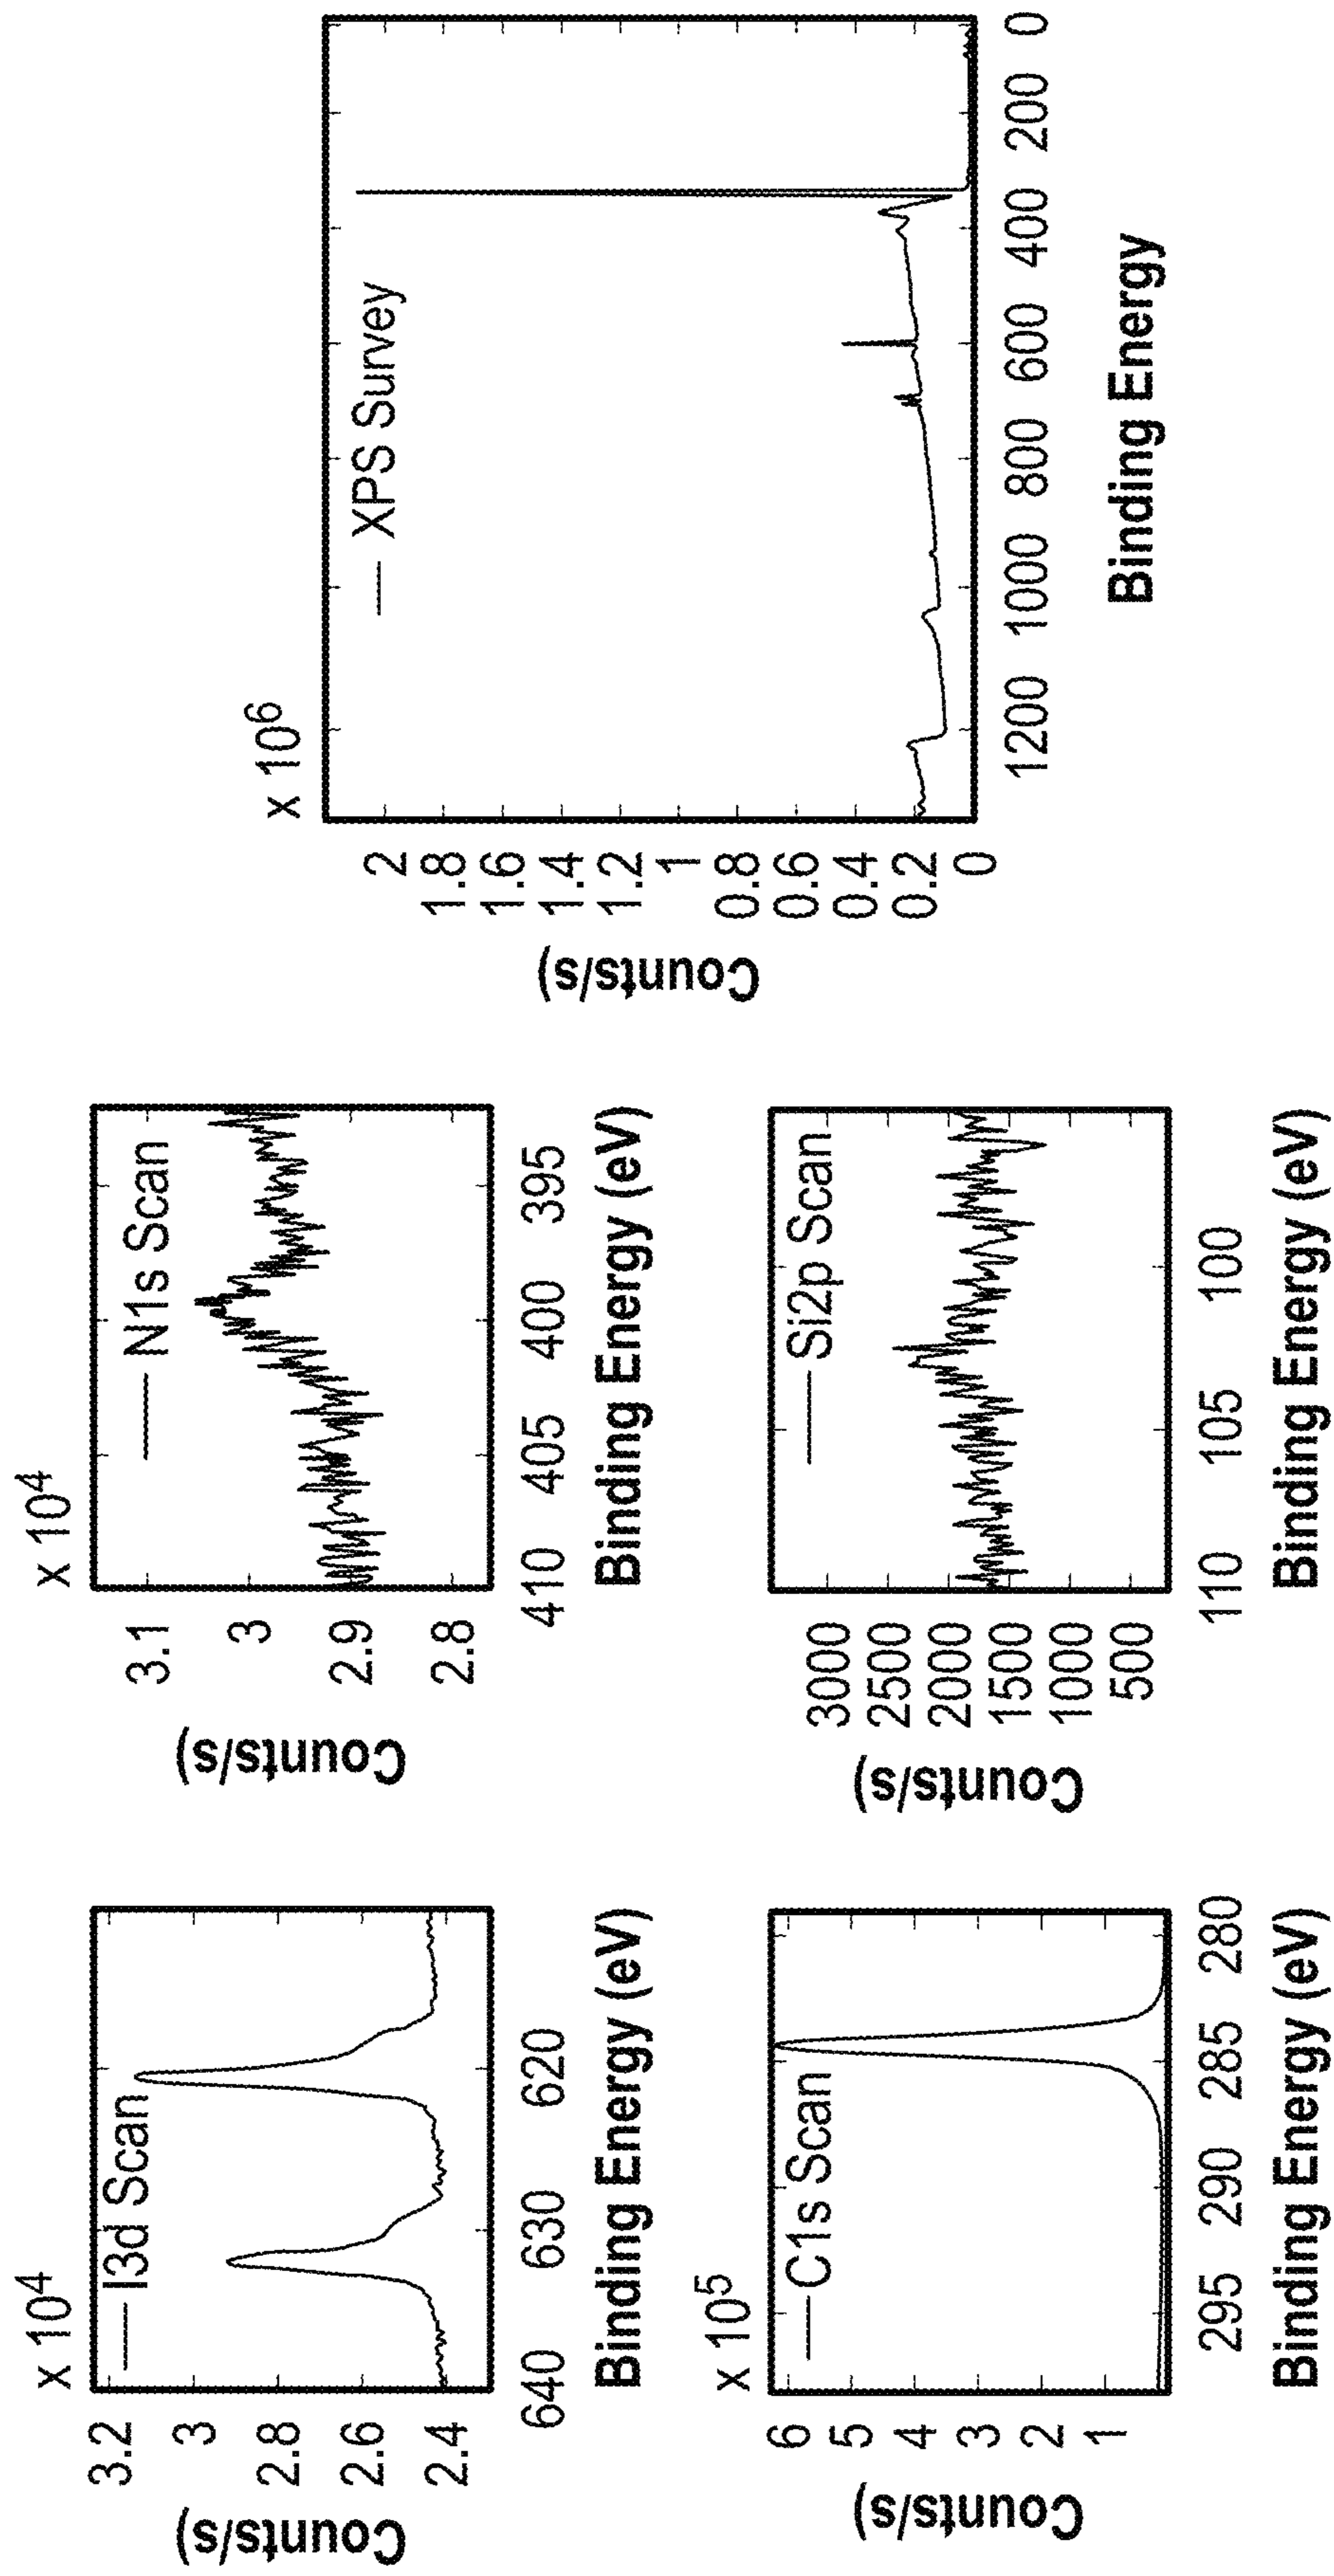 x 10^4
I3d Scan
3.2
3
2.8
2.6
2.4
Counts/s)
640
630
620
Binding Energy (eV)
x 10^4
N1s Scan
3.1
3
2.9
2.8
Counts/s)
410
405
400
395
Binding Energy (eV)
x 10^5
C1s Scan
6
5
4
3
2
1
Counts/s)
295
290
285
280
Binding Energy (eV)
Si2p Scan
3000
2500
2000
1500
1000
500
Counts/s)
110
105
100
Binding Energy (eV)
x 10^6
XPS Survey
2
1.8
1.6
1.4
1.2
1
0.8
0.6
0.4
0.2
0
Counts/s)
1200
1000
800
600
400
200
0
Binding Energy